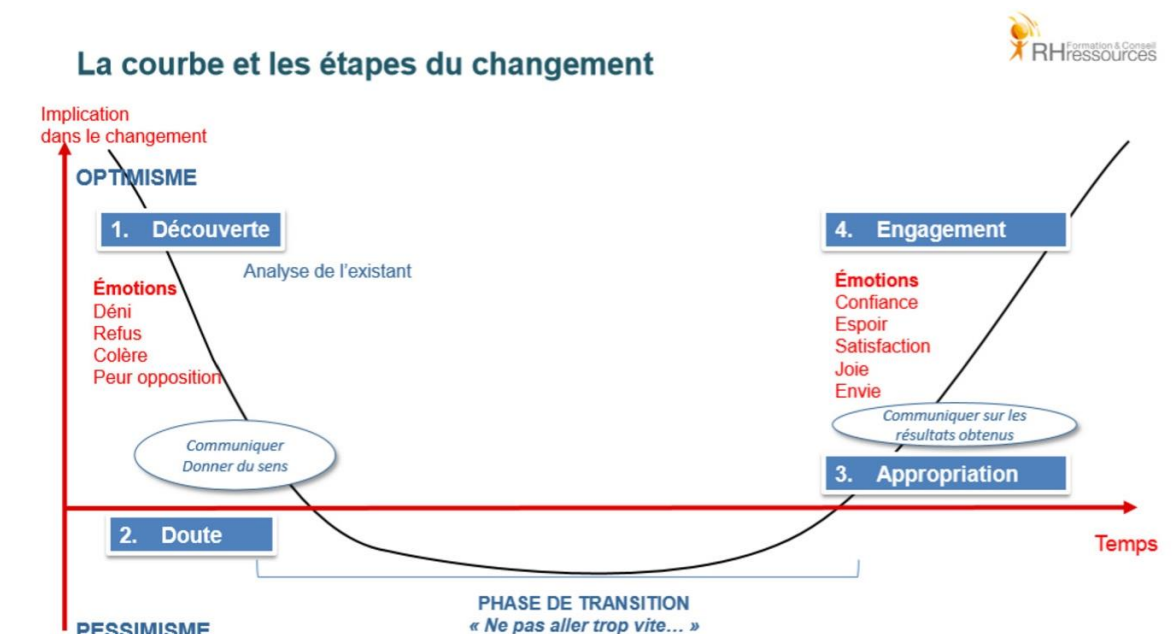 La courbe et les étapes du changement
Formation & Conseil
RHressources
Implication
dans le changement
OPTIMISME
1. Découverte
Analyse de l'existant
Émotions
Déni
Refus
Colère
Peur opposition
Communiquer
Donner du sens
2. Doute
4. Engagement
Émotions
Confiance
Espoir
Satisfaction
Joie
Envie
Communiquer sur les
résultats obtenus
3. Appropriation
Temps
PHASE DE TRANSITION
« Ne pas aller trop vite… »
PESSIMISME